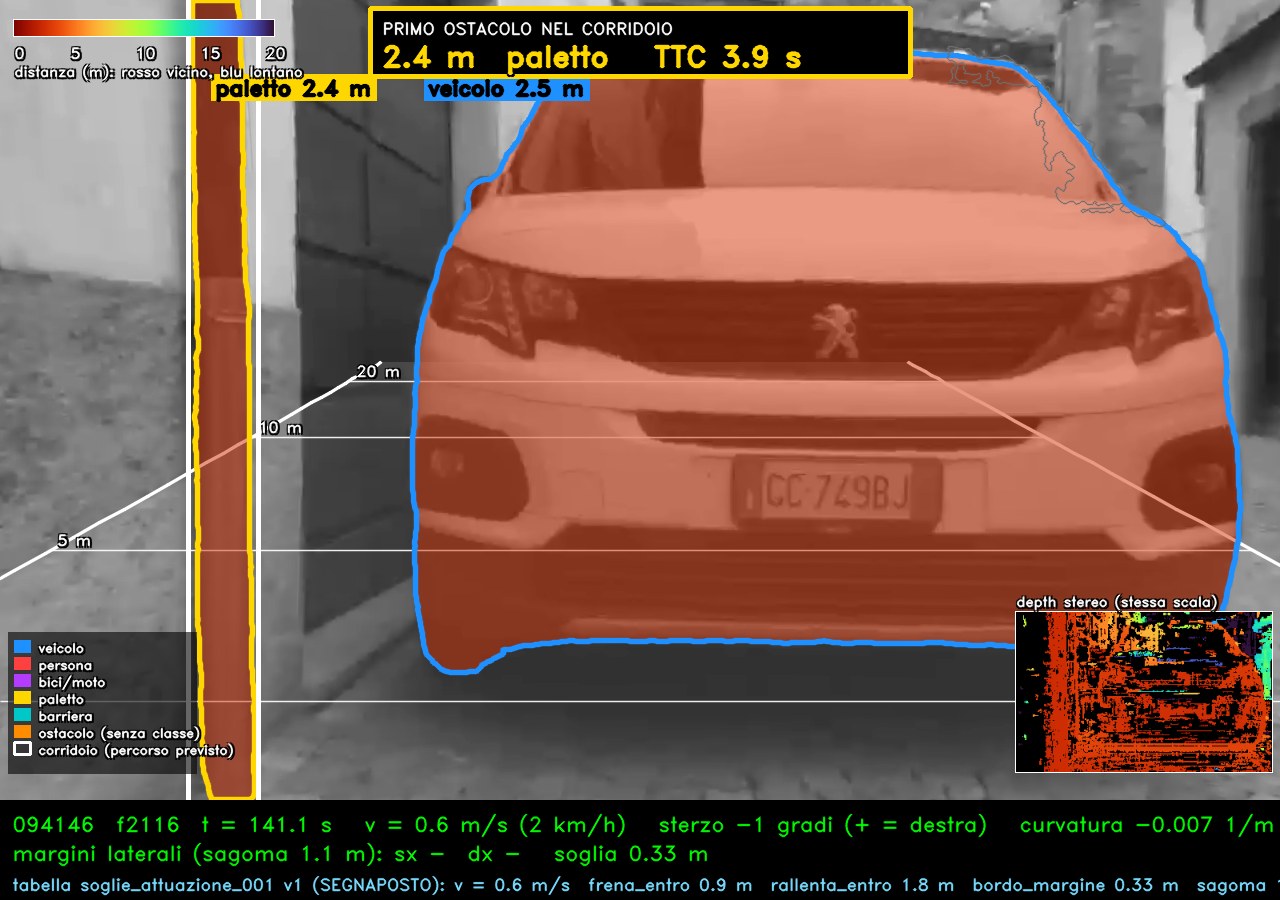 PRIMO OSTACOLO NEL CORRIDOIO
2.4 m paletto TTC 3.9 s
0 5 10 15 20
distanza (m): rosso vicino, blu lontano
paletto 2.4 m
veicolo 2.5 m
20 m
10 m
5 m
GC·749BJ
depth stereo (stessa scala)
veicolo
persona
bici/moto
paletto
barriera
ostacolo (senza classe)
corridoio (percorso previsto)
094146 f2116 t = 141.1 s v = 0.6 m/s (2 km/h) sterzo −1 gradi (+ = destra) curvatura −0.007 1/m
margini laterali (sagoma 1.1 m): sx − dx − soglia 0.33 m
tabella soglie_attuazione_001 v1 (SEGNAPOSTO): v = 0.6 m/s frena_entro 0.9 m rallenta_entro 1.8 m bordo_margine 0.33 m sagoma